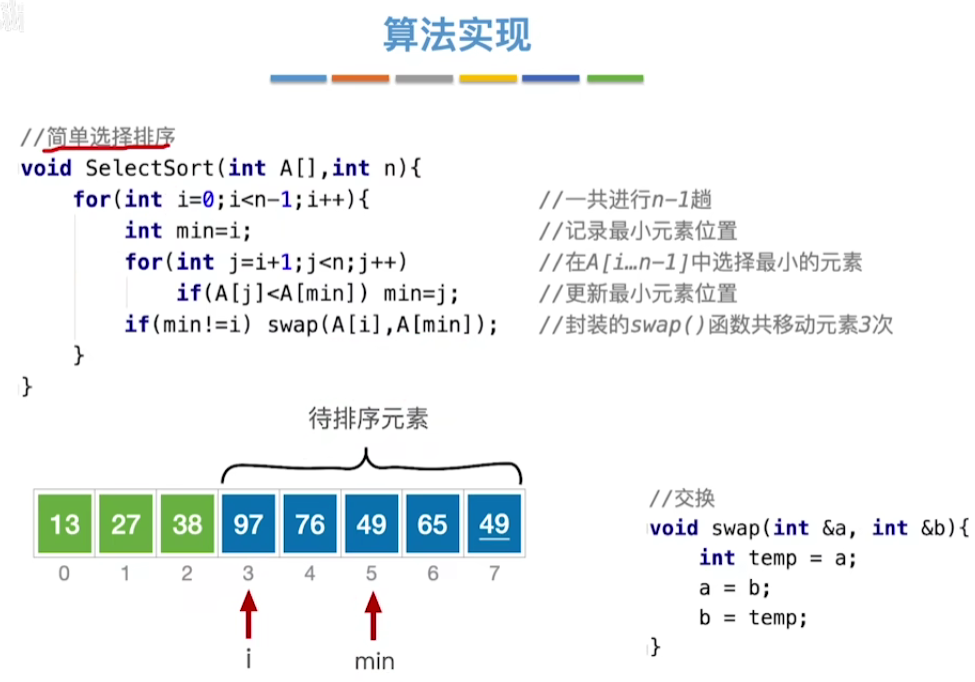 算法实现
//简单选择排序
void SelectSort(int A[],int n){
for(int i=0;i<n-1;i++){ //一共进行n-1趟
int min=i; //记录最小元素位置
for(int j=i+1;j<n;j++) //在A[i…n-1]中选择最小的元素
if(A[j]<A[min]) min=j; //更新最小元素位置
if(min!=i) swap(A[i],A[min]); //封装的swap()函数共移动元素3次
}
}
待排序元素
13 27 38 97 76 49 65 49
0 1 2 3 4 5 6 7
i min
//交换
void swap(int &a, int &b){
int temp = a;
a = b;
b = temp;
}